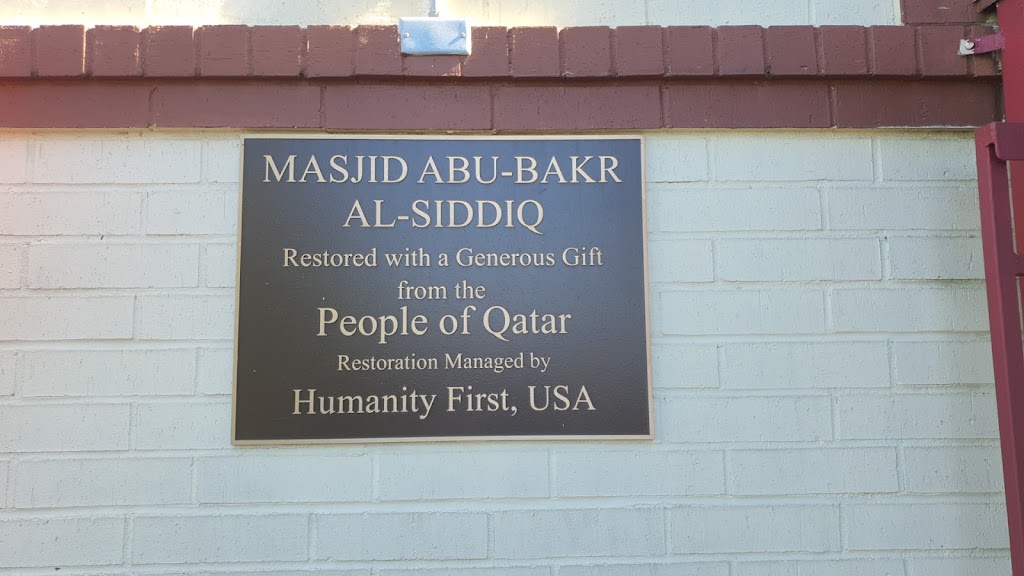 MASJID ABU-BAKR
AL-SIDDIQ
Restored with a Generous Gift
from the
People of Qatar
Restoration Managed by
Humanity First, USA